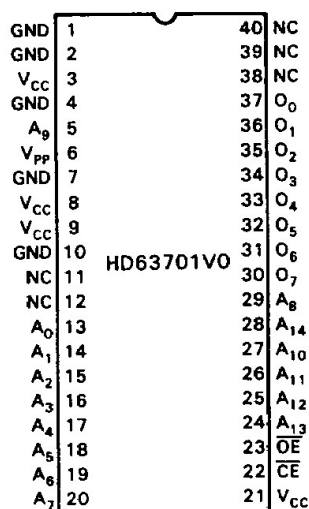 GND 1 40 NC
GND 2 39 NC
VCC 3 38 NC
GND 4 37 O0
A9 5 36 O1
VPP 6 35 O2
GND 7 34 O3
VCC 8 33 O4
VCC 9 32 O5
GND 10 31 O6
HD63701V0
NC 11 30 O7
NC 12 29 A8
A0 13 28 A14
A1 14 27 A10
A2 15 26 A11
A3 16 25 A12
A4 17 24 A13
A5 18 23 OE
A6 19 22 CE
A7 20 21 VCC